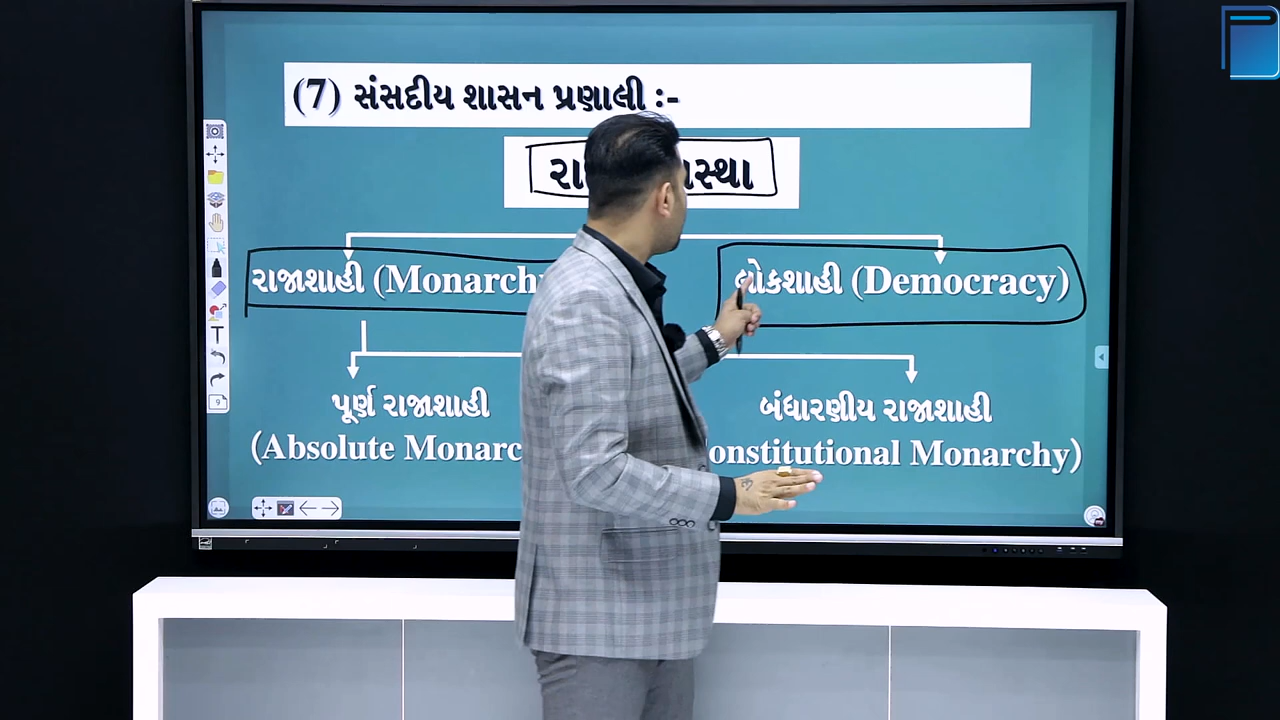 (7) સંસદીય શાસન પ્રણાલી :-
રાજાશાહી (Monarch
લોકશાહી (Democracy)
પૂર્ણ રાજાશાહી
બંધારણીય રાજાશાહી
(Absolute Monarc
onstitutional Monarchy)